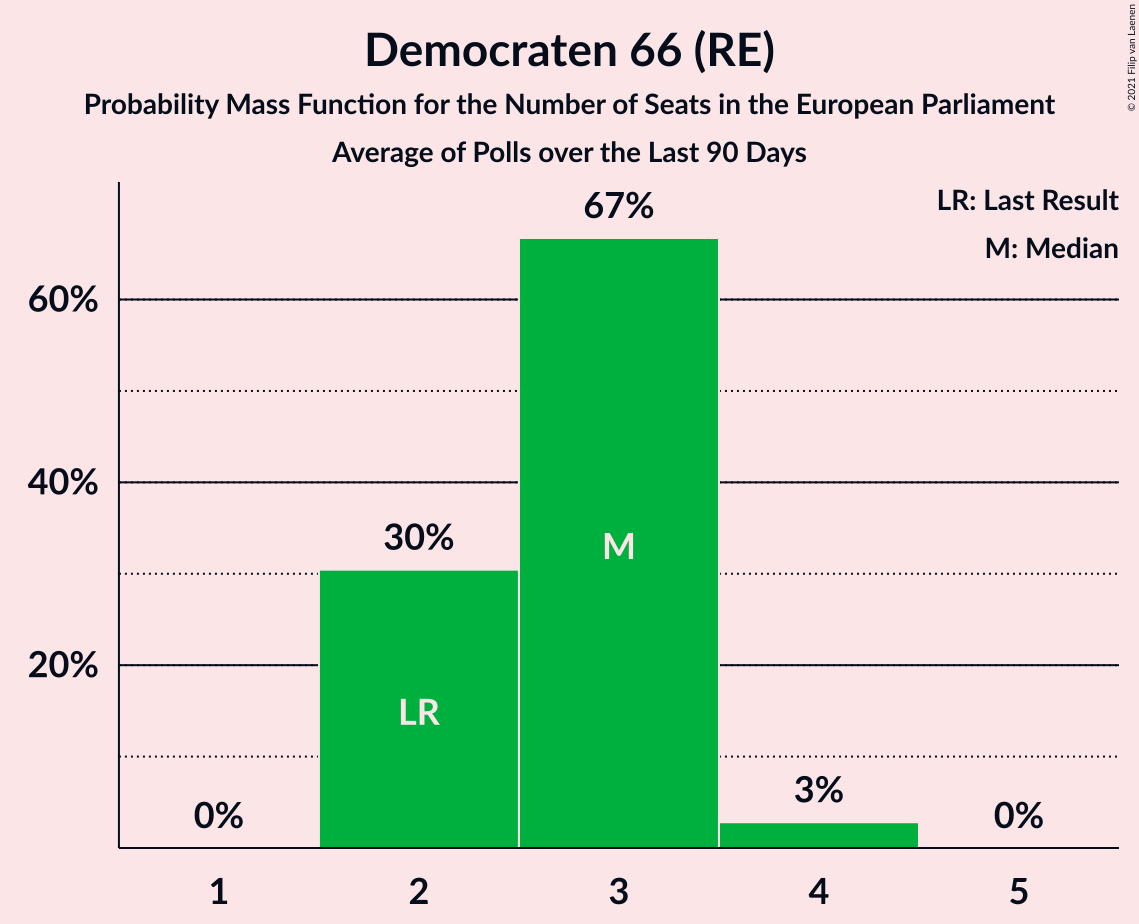 Democraten 66 (RE)
Probability Mass Function for the Number of Seats in the European Parliament
Average of Polls over the Last 90 Days
© 2021 Filip van Laenen
LR: Last Result
M: Median
67%
60%
40%
30%
M
20%
LR
3%
0%
0%
1 2 3 4 5